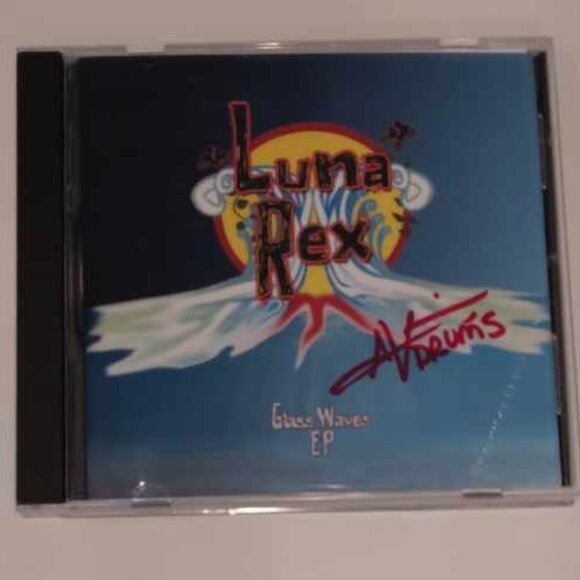 Luna
Rex
DRUMS
Glass Waves
EP